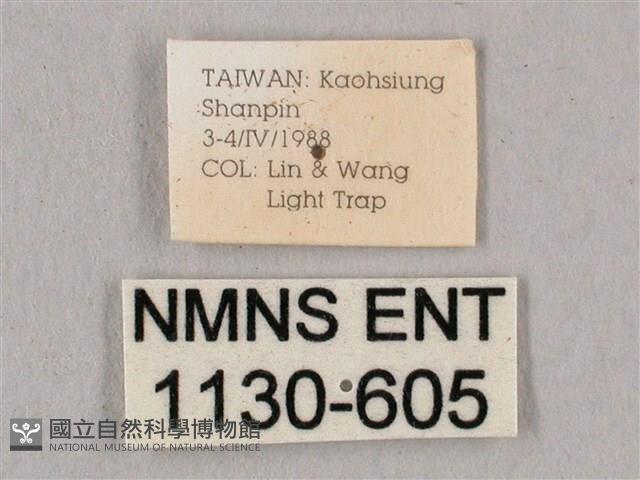 TAIWAN: Kaohsiung
Shanpin
3-4/IV/1988
COL: Lin & Wang
Light Trap
NMNS ENT
1130-605
國立自然科學博物館
NATIONAL MUSEUM OF NATURAL SCIENCE